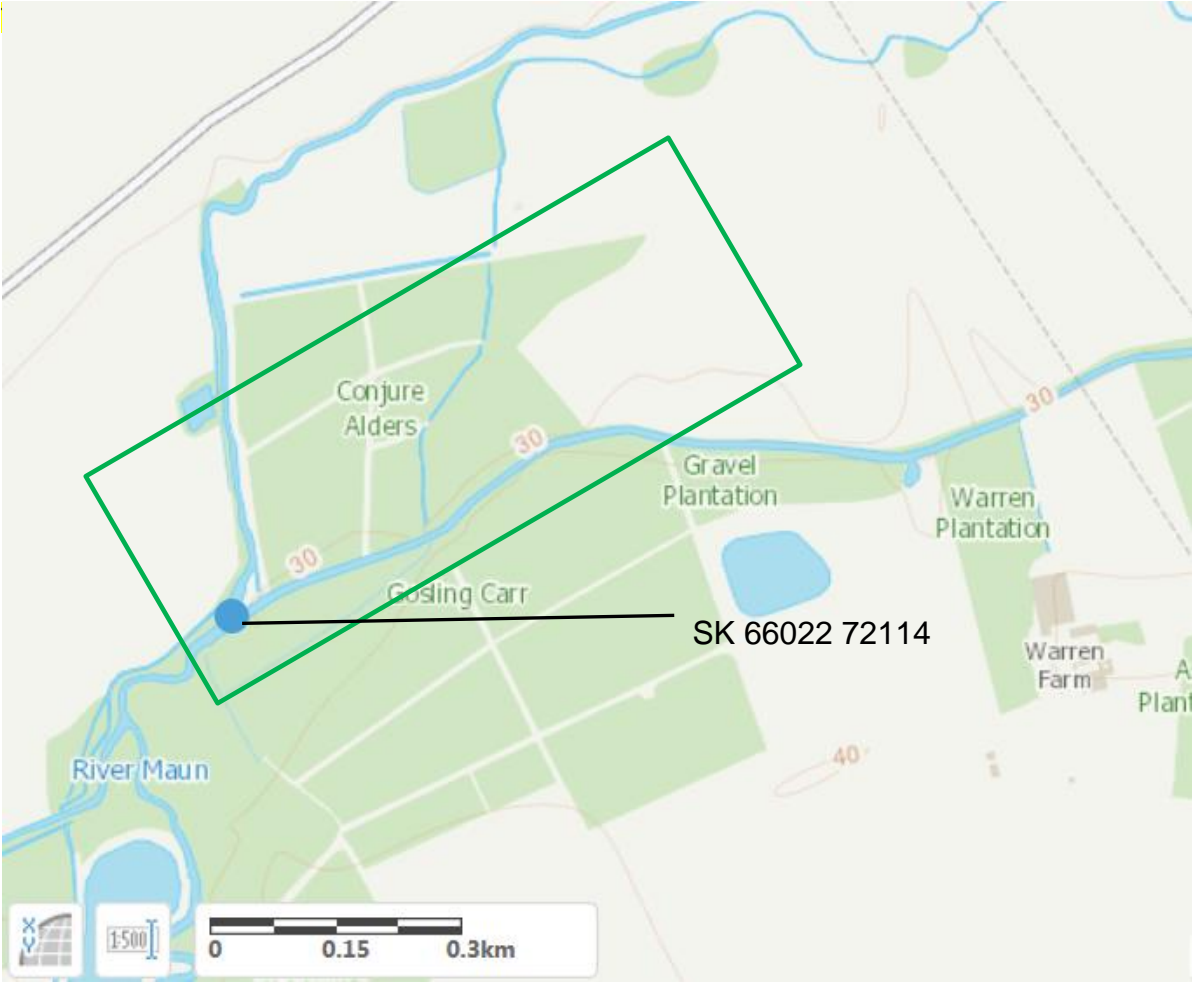 Conjure
Alders
30
30
30
Gravel
Plantation
Warren
Plantation
Gosling Carr
SK 66022 72114
Warren
Farm
A
Plant
River Maun
40
X
Y
1:500
0
0.15
0.3km